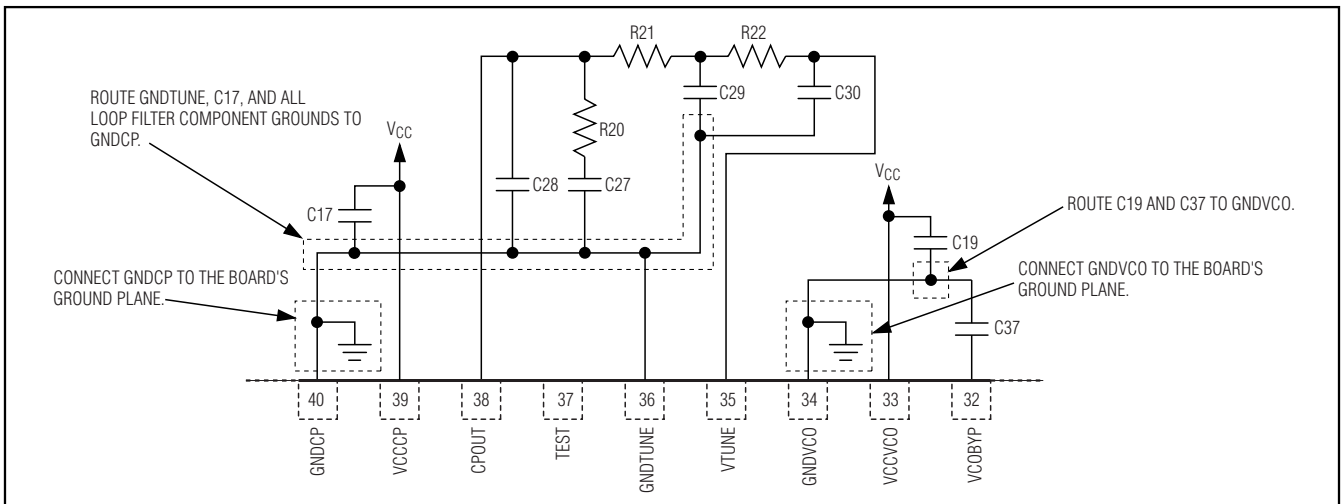 R21
R22
ROUTE GNDTUNE, C17, AND ALL
LOOP FILTER COMPONENT GROUNDS TO
GNDCP.
VCC
C29
C30
R20
C28
C27
C17
VCC
ROUTE C19 AND C37 TO GNDVCO.
C19
CONNECT GNDCP TO THE BOARD'S
GROUND PLANE.
CONNECT GNDVCO TO THE BOARD'S
GROUND PLANE.
C37
40
39
38
37
36
35
34
33
32
GNDCP
VCCCP
CPOUT
TEST
GNDTUNE
VTUNE
GNDVCO
VCCVCO
VCOBYP